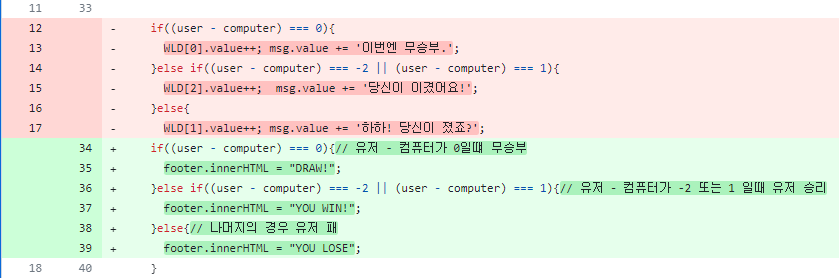 11 33
12 - if((user - computer) === 0){
13 - WLD[0].value++; msg.value += '이번엔 무승부.';
14 - }else if((user - computer) === -2 || (user - computer) === 1){
15 - WLD[2].value++;  msg.value += '당신이 이겼어요!';
16 - }else{
17 - WLD[1].value++; msg.value += '하하! 당신이 졌죠?';
34 + if((user - computer) === 0){// 유저 - 컴퓨터가 0일떄 무승부
35 + footer.innerHTML = "DRAW!";
36 + }else if((user - computer) === -2 || (user - computer) === 1){// 유저 - 컴퓨터가 -2 또는 1 일때 유저 승리
37 + footer.innerHTML = "YOU WIN!";
38 + }else{// 나머지의 경우 유저 패
39 + footer.innerHTML = "YOU LOSE";
18 40 }